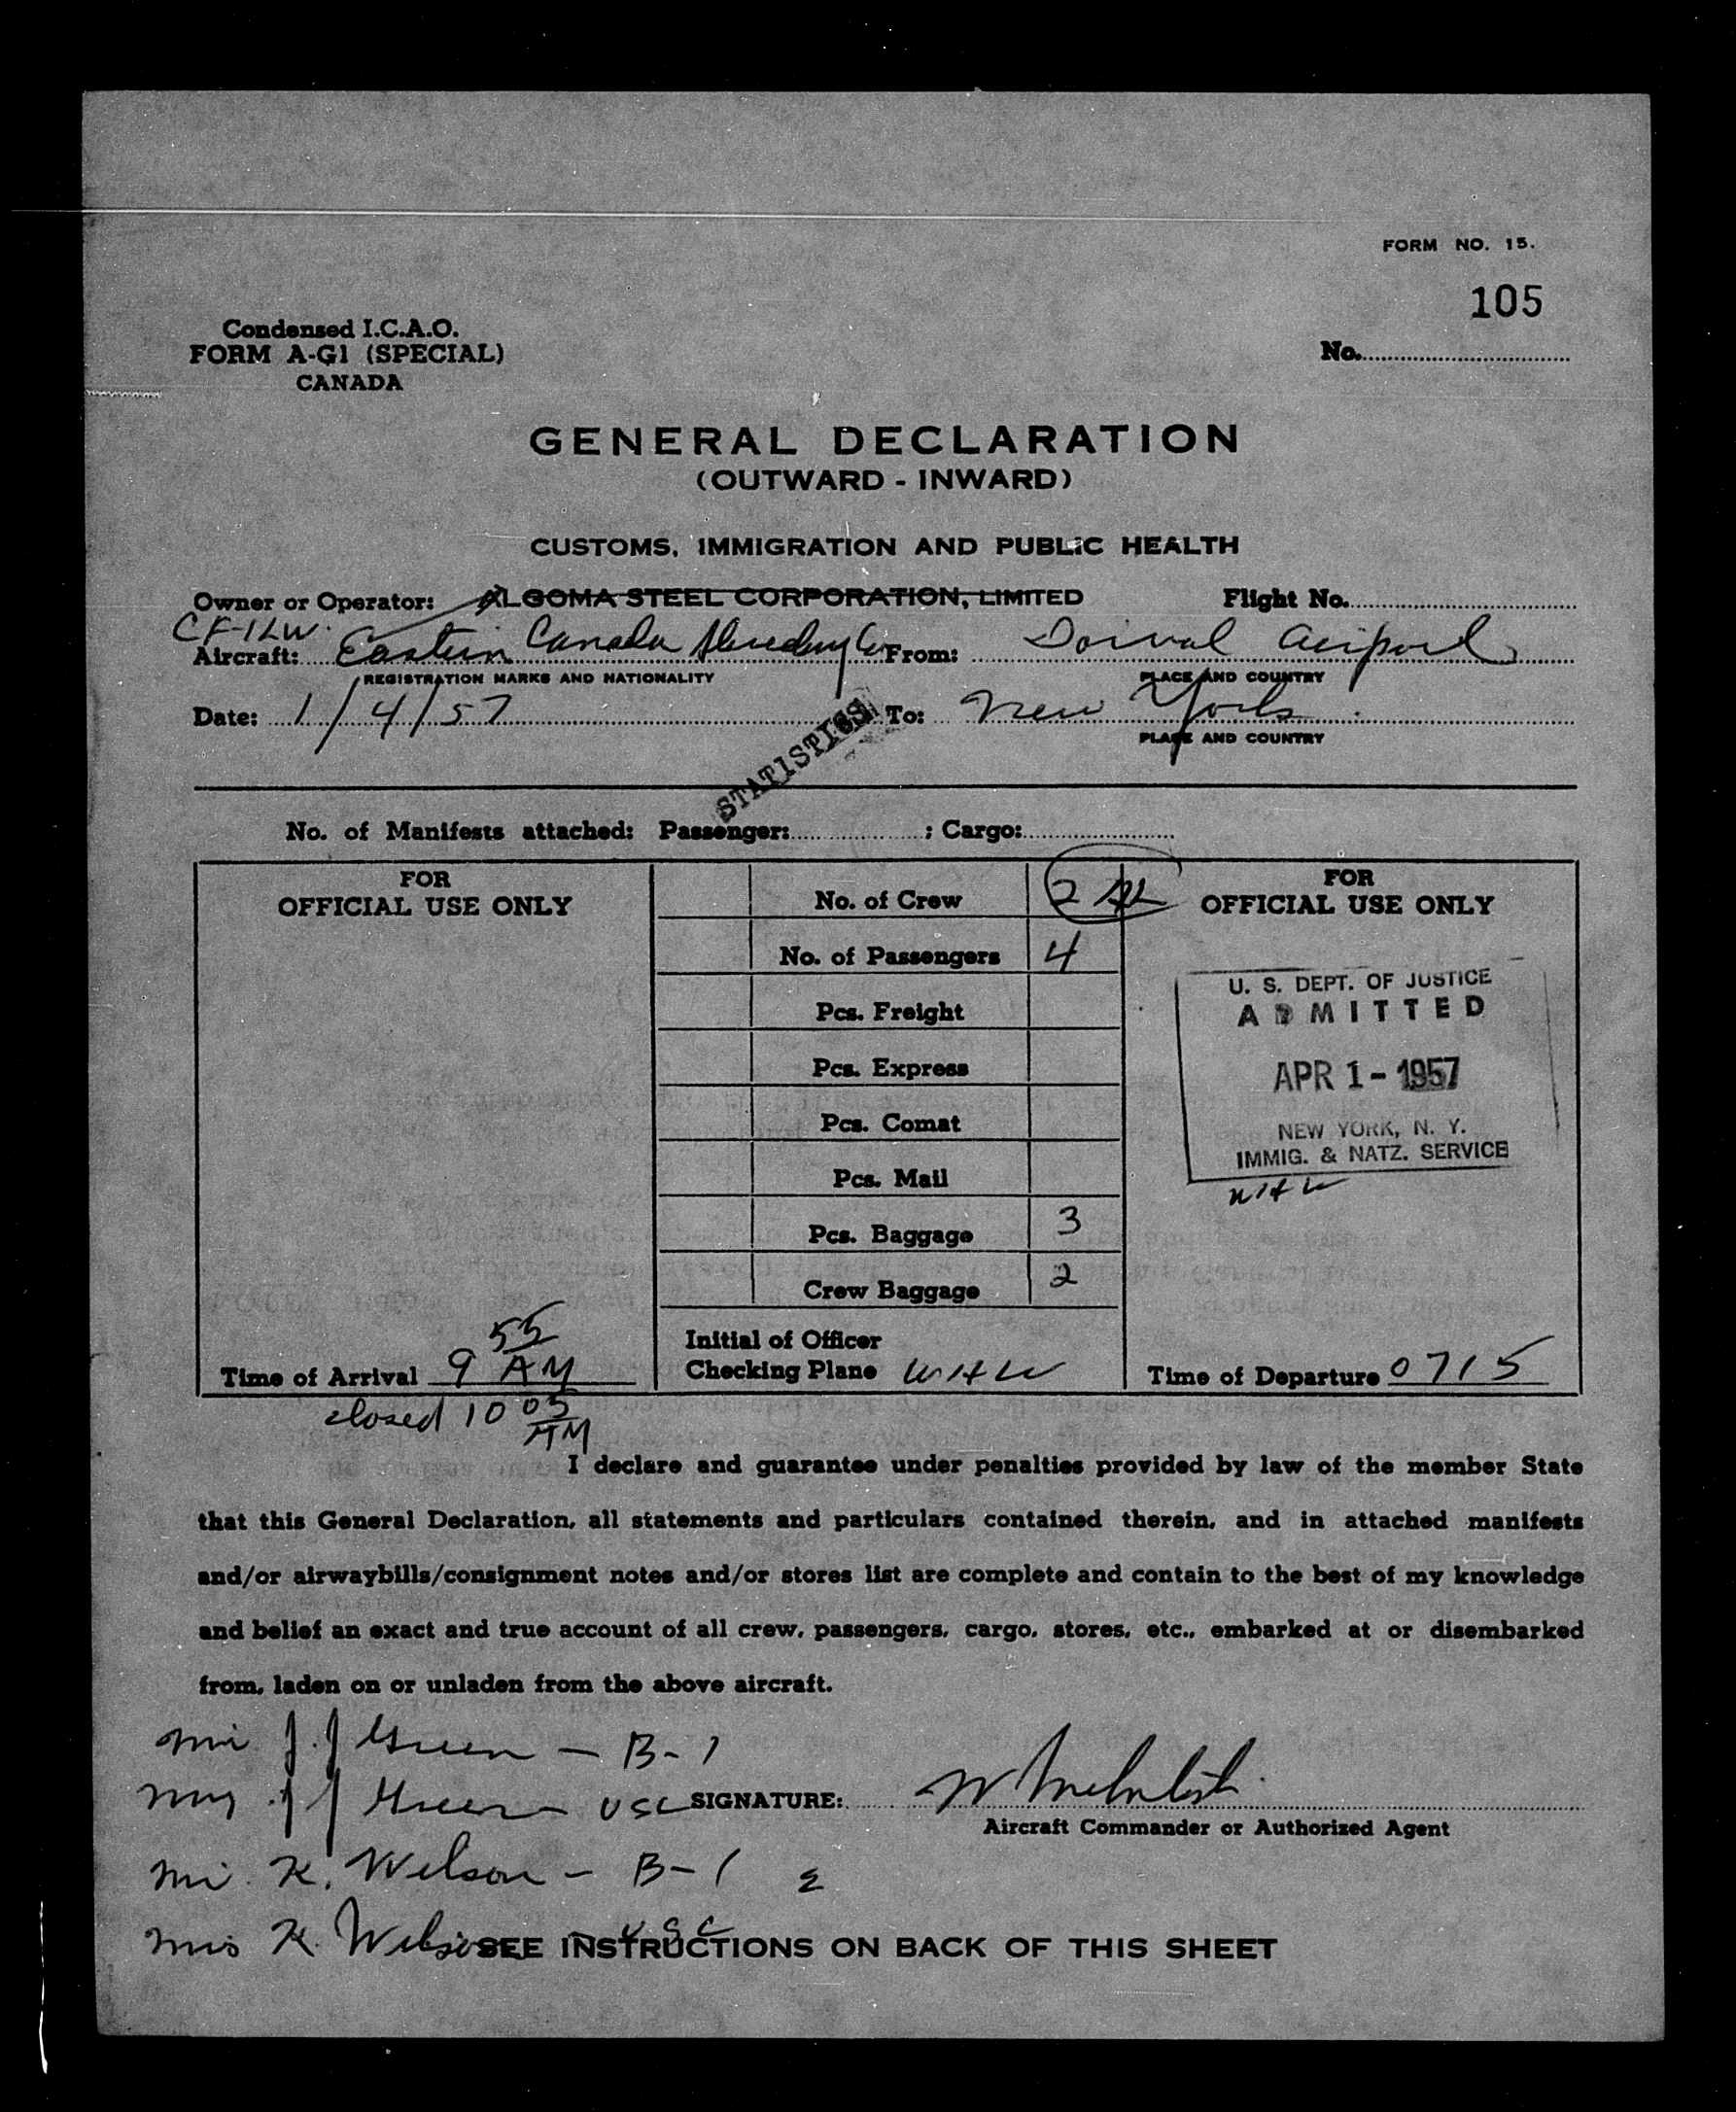 FORM NO. 15.
105
No.
Condensed I.C.A.O.
FORM A-G1 (SPECIAL)
CANADA
GENERAL DECLARATION
(OUTWARD - INWARD)
CUSTOMS, IMMIGRATION AND PUBLIC HEALTH
Owner or Operator: ALGOMA STEEL CORPORATION, LIMITED Flight No.
CF-ILW.
Aircraft: Eastern Canada Co From: Dorval Airport
REGISTRATION MARKS AND NATIONALITY PLACE AND COUNTRY
Date: 1/4/57 To: New York
PLACE AND COUNTRY
STATISTICS
No. of Manifests attached: Passenger: ; Cargo:
FOR
OFFICIAL USE ONLY
No. of Crew 2
No. of Passengers 4
Pcs. Freight
Pcs. Express
Pcs. Comat
Pcs. Mail
Pcs. Baggage 3
Crew Baggage 2
FOR
OFFICIAL USE ONLY
U. S. DEPT. OF JUSTICE
ADMITTED
APR 1 - 1957
NEW YORK, N. Y.
IMMIG. & NATZ. SERVICE
WHW
Time of Arrival 9 55 AM
Initial of Officer
Checking Plane WHW
Time of Departure 0715
closed 10 05 AM
I declare and guarantee under penalties provided by law of the member State
that this General Declaration, all statements and particulars contained therein, and in attached manifests
and/or airwaybills/consignment notes and/or stores list are complete and contain to the best of my knowledge
and belief an exact and true account of all crew, passengers, cargo, stores, etc., embarked at or disembarked
from, laden on or unladen from the above aircraft.
Mr J. J Green - B-1
Mrs J J Green - USC
SIGNATURE: W McIntosh
Aircraft Commander or Authorized Agent
Mr. K. Wilson - B-1
Mrs K. Wilson USC
SEE INSTRUCTIONS ON BACK OF THIS SHEET